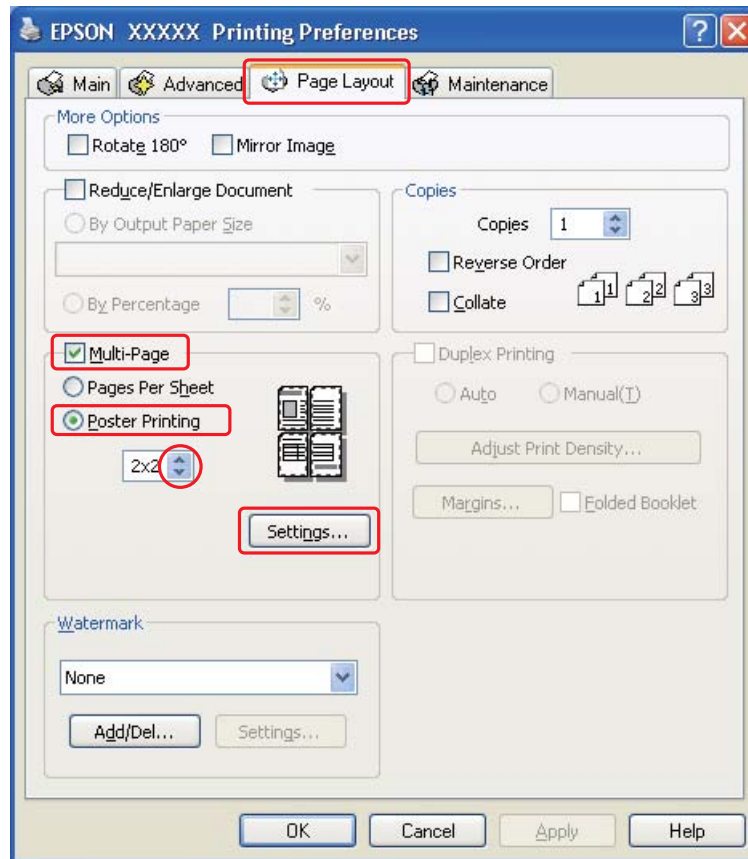 EPSON XXXXX Printing Preferences
Main
Advanced
Page Layout
Maintenance
More Options
Rotate 180°
Mirror Image
Reduce/Enlarge Document
By Output Paper Size
By Percentage
%
Copies
Copies 1
Reverse Order
Collate
1 1 2 2 3 3
Multi-Page
Pages Per Sheet
Poster Printing
2x2
Settings...
Duplex Printing
Auto
Manual(T)
Adjust Print Density...
Margins...
Folded Booklet
Watermark
None
Add/Del...
Settings...
OK
Cancel
Apply
Help